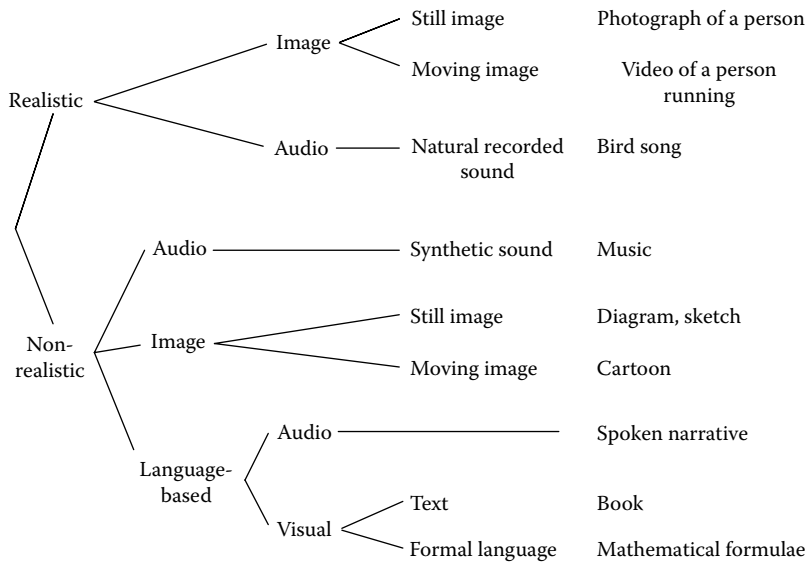 Still image Photograph of a person
Image
Moving image Video of a person
running
Realistic
Audio Natural recorded Bird song
sound
Audio Synthetic sound Music
Still image Diagram, sketch
Non-
realistic
Image
Moving image Cartoon
Audio Spoken narrative
Language-
based
Text Book
Visual
Formal language Mathematical formulae